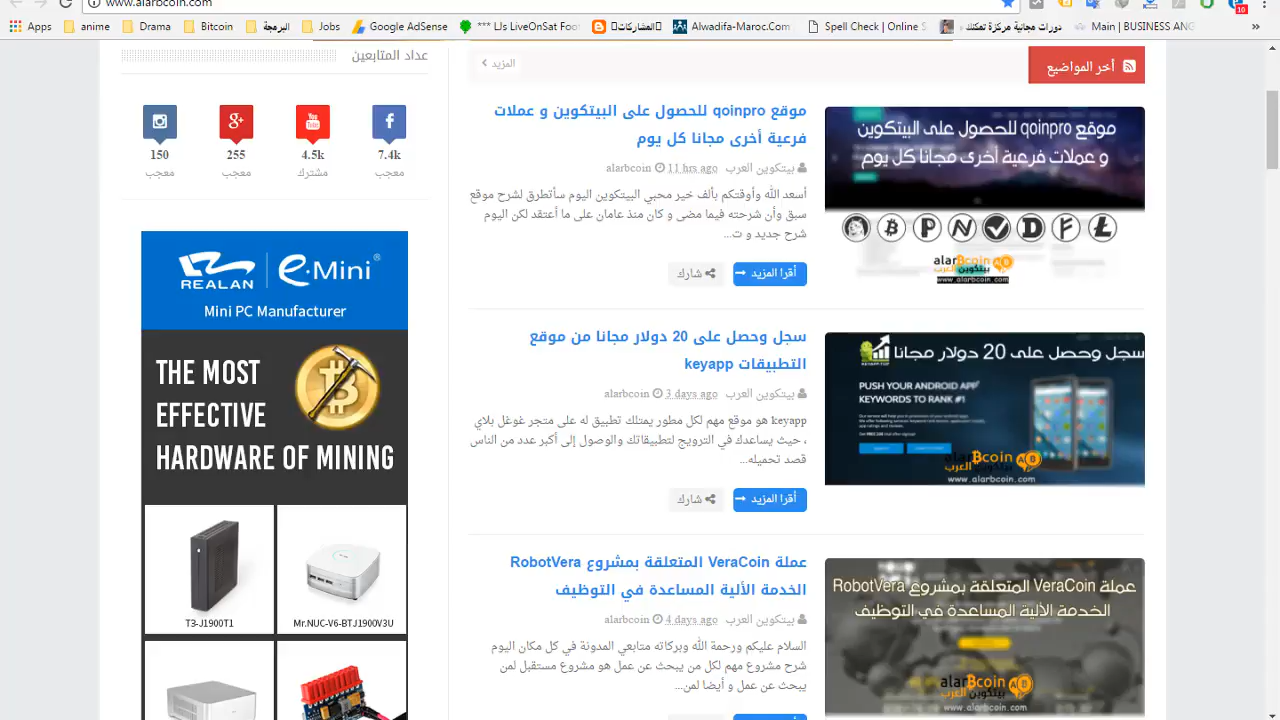 www.alarbcoin.com
10
Apps
anime
Drama
Bitcoin
البرمجة
Jobs
Google AdSense
*** Us LiveOnSat Foot
المشاركات
Alwadifa-Maroc.Com
Spell Check | Online S
دورات مجانية مركزة تمكنك
Main | BUSINESS ANG
»
عداد المتابعين
150
معجب
255
معجب
4.5k
مشترك
7.4k
معجب
REALAN
e·Mini®
Mini PC Manufacturer
THE MOST
EFFECTIVE
HARDWARE OF MINING
T3-J1900T1
Mr.NUC-V6-BTJ1900V3U
أخر المواضيع
المزيد
موقع qoinpro للحصول على البيتكوين و عملات
فرعية أخرى مجانا كل يوم
بيتكوين العرب alarbcoin 11 hrs ago
أسعد الله وأوقتكم بألف خير محبي البيتكوين اليوم سأتطرق لشرح موقع
سبق وأن شرحته فيما مضى و كان منذ عامان على ما أعتقد لكن اليوم
شرح جديد و ت...
أقرا المزيد
شارك
موقع qoinpro للحصول على البيتكوين
و عملات فرعية أخرى مجانا كل يوم
alarBcoin
بيتكوين العرب
www.alarbcoin.com
سجل وحصل على 20 دولار مجانا من موقع
التطبيقات keyapp
بيتكوين العرب alarbcoin 3 days ago
keyapp هو موقع مهم لكل مطور يمتلك تطبيق له على متجر غوغل بلاي
، حيث يساعدك في الترويج لتطبيقاتك والوصول إلى أكبر عدد من الناس
قصد تحميله...
أقرا المزيد
شارك
سجل وحصل على 20 دولار مجانا
PUSH YOUR ANDROID APP
KEYWORDS TO RANK #1
alarBcoin
بيتكوين العرب
www.alarbcoin.com
عملة VeraCoin المتعلقة بمشروع RobotVera
الخدمة الألية المساعدة في التوظيف
بيتكوين العرب alarbcoin 4 days ago
السلام عليكم ورحمة الله وبركاته متابعي المدونة في كل مكان اليوم
شرح مشروع مهم لكل من يبحث عن عمل هو مشروع مستقبل لمن
يبحث عن عمل و أيضا لمن...
عملة VeraCoin المتعلقة بمشروع RobotVera
الخدمة الألية المساعدة في التوظيف
alarBcoin
بيتكوين العرب
www.alarbcoin.com